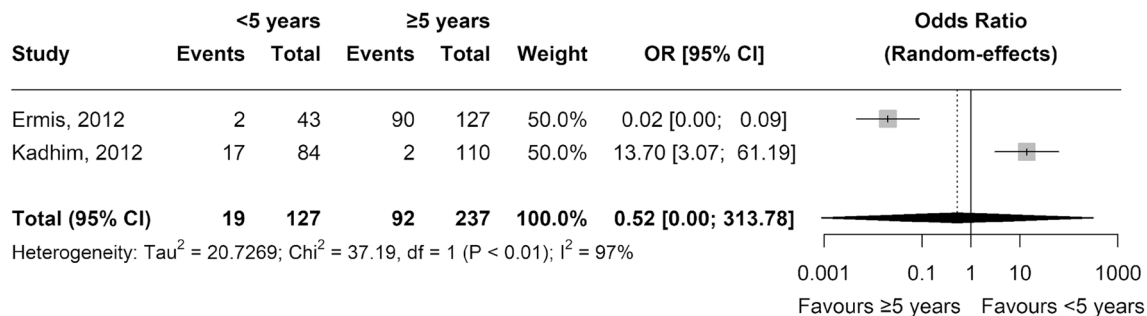 <5 years ≥5 years Odds Ratio
Study Events Total Events Total Weight OR [95% CI] (Random-effects)
Ermis, 2012 2 43 90 127 50.0% 0.02 [0.00; 0.09]
Kadhim, 2012 17 84 2 110 50.0% 13.70 [3.07; 61.19]
Total (95% CI) 19 127 92 237 100.0% 0.52 [0.00; 313.78]
Heterogeneity: Tau² = 20.7269; Chi² = 37.19, df = 1 (P < 0.01); I² = 97%
0.001 0.1 1 10 1000
Favours ≥5 years Favours <5 years